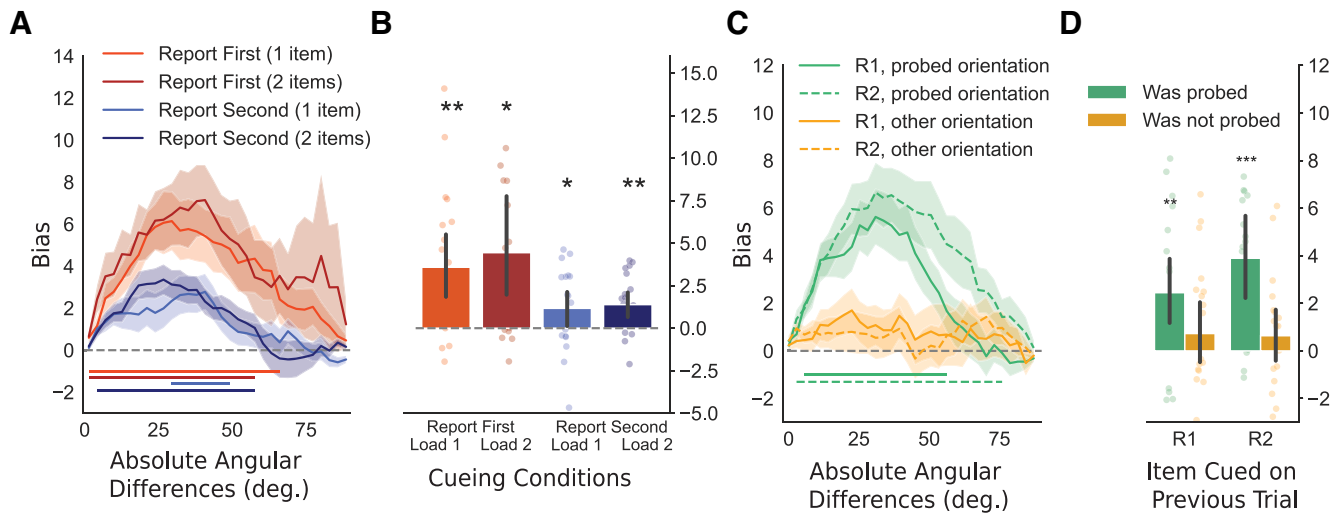 A
14
12
10
8
6
4
2
0
−2
Bias
Report First (1 item)
Report First (2 items)
Report Second (1 item)
Report Second (2 items)
0
25
50
75
Absolute Angular
Differences (deg.)
B
**
*
*
**
15.0
12.5
10.0
7.5
5.0
2.5
0.0
−2.5
−5.0
Report First
Load 1
Load 2
Report Second
Load 1
Load 2
Cueing Conditions
C
12
10
8
6
4
2
0
−2
Bias
R1, probed orientation
R2, probed orientation
R1, other orientation
R2, other orientation
0
25
50
75
Absolute Angular
Differences (deg.)
D
Was probed
Was not probed
**
***
12
10
8
6
4
2
0
−2
R1
R2
Item Cued on
Previous Trial